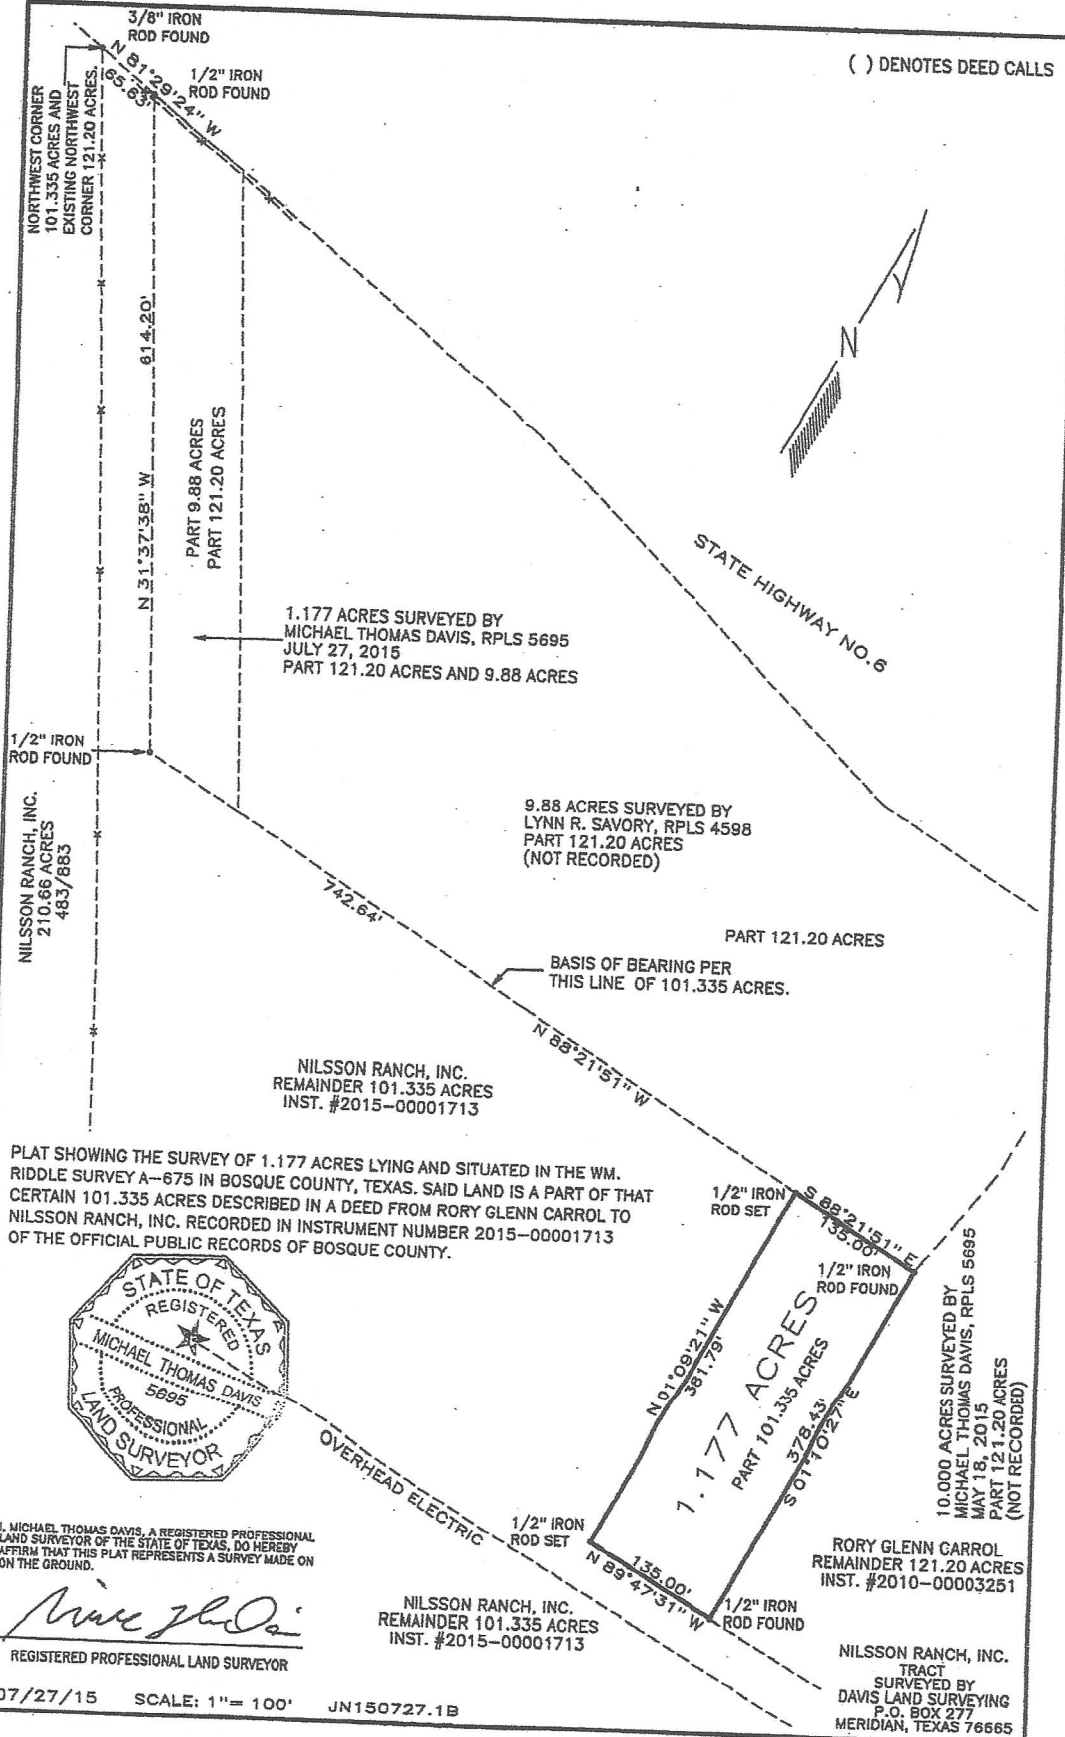 3/8" IRON
ROD FOUND
( ) DENOTES DEED CALLS
N 81°29'24" W
65.63'
1/2" IRON
ROD FOUND
NORTHWEST CORNER
101.335 ACRES AND
EXISTING NORTHWEST
CORNER 121.20 ACRES.
N 31°37'38" W
614.20'
PART 9.88 ACRES
PART 121.20 ACRES
N
STATE HIGHWAY NO.6
1.177 ACRES SURVEYED BY
MICHAEL THOMAS DAVIS, RPLS 5695
JULY 27, 2015
PART 121.20 ACRES AND 9.88 ACRES
1/2" IRON
ROD FOUND
NILSSON RANCH, INC.
210.66 ACRES
483/883
9.88 ACRES SURVEYED BY
LYNN R. SAVORY, RPLS 4598
PART 121.20 ACRES
(NOT RECORDED)
742.64'
PART 121.20 ACRES
BASIS OF BEARING PER
THIS LINE OF 101.335 ACRES.
N 88°21'51" W
NILSSON RANCH, INC.
REMAINDER 101.335 ACRES
INST. #2015-00001713
PLAT SHOWING THE SURVEY OF 1.177 ACRES LYING AND SITUATED IN THE WM.
RIDDLE SURVEY A-675 IN BOSQUE COUNTY, TEXAS. SAID LAND IS A PART OF THAT
CERTAIN 101.335 ACRES DESCRIBED IN A DEED FROM RORY GLENN CARROL TO
NILSSON RANCH, INC. RECORDED IN INSTRUMENT NUMBER 2015-00001713
OF THE OFFICIAL PUBLIC RECORDS OF BOSQUE COUNTY.
1/2" IRON
ROD SET
S 88°21'51" E
135.00'
1/2" IRON
ROD FOUND
N 01°09'21" W
381.79'
1.177 ACRES
PART 101.335 ACRES
378.43'
S 01°10'27" E
10.000 ACRES SURVEYED BY
MICHAEL THOMAS DAVIS, RPLS 5695
MAY 18, 2015
PART 121.20 ACRES
(NOT RECORDED)
STATE OF TEXAS
REGISTERED
MICHAEL THOMAS DAVIS
5695
PROFESSIONAL
LAND SURVEYOR
OVERHEAD ELECTRIC
1/2" IRON
ROD SET
135.00'
N 89°47'31" W
1/2" IRON
ROD FOUND
RORY GLENN CARROL
REMAINDER 121.20 ACRES
INST. #2010-00003251
I, MICHAEL THOMAS DAVIS, A REGISTERED PROFESSIONAL
LAND SURVEYOR OF THE STATE OF TEXAS, DO HEREBY
AFFIRM THAT THIS PLAT REPRESENTS A SURVEY MADE ON
ON THE GROUND.
REGISTERED PROFESSIONAL LAND SURVEYOR
NILSSON RANCH, INC.
REMAINDER 101.335 ACRES
INST. #2015-00001713
NILSSON RANCH, INC.
TRACT
SURVEYED BY
DAVIS LAND SURVEYING
P.O. BOX 277
MERIDIAN, TEXAS 76665
07/27/15 SCALE: 1"= 100' JN150727.1B